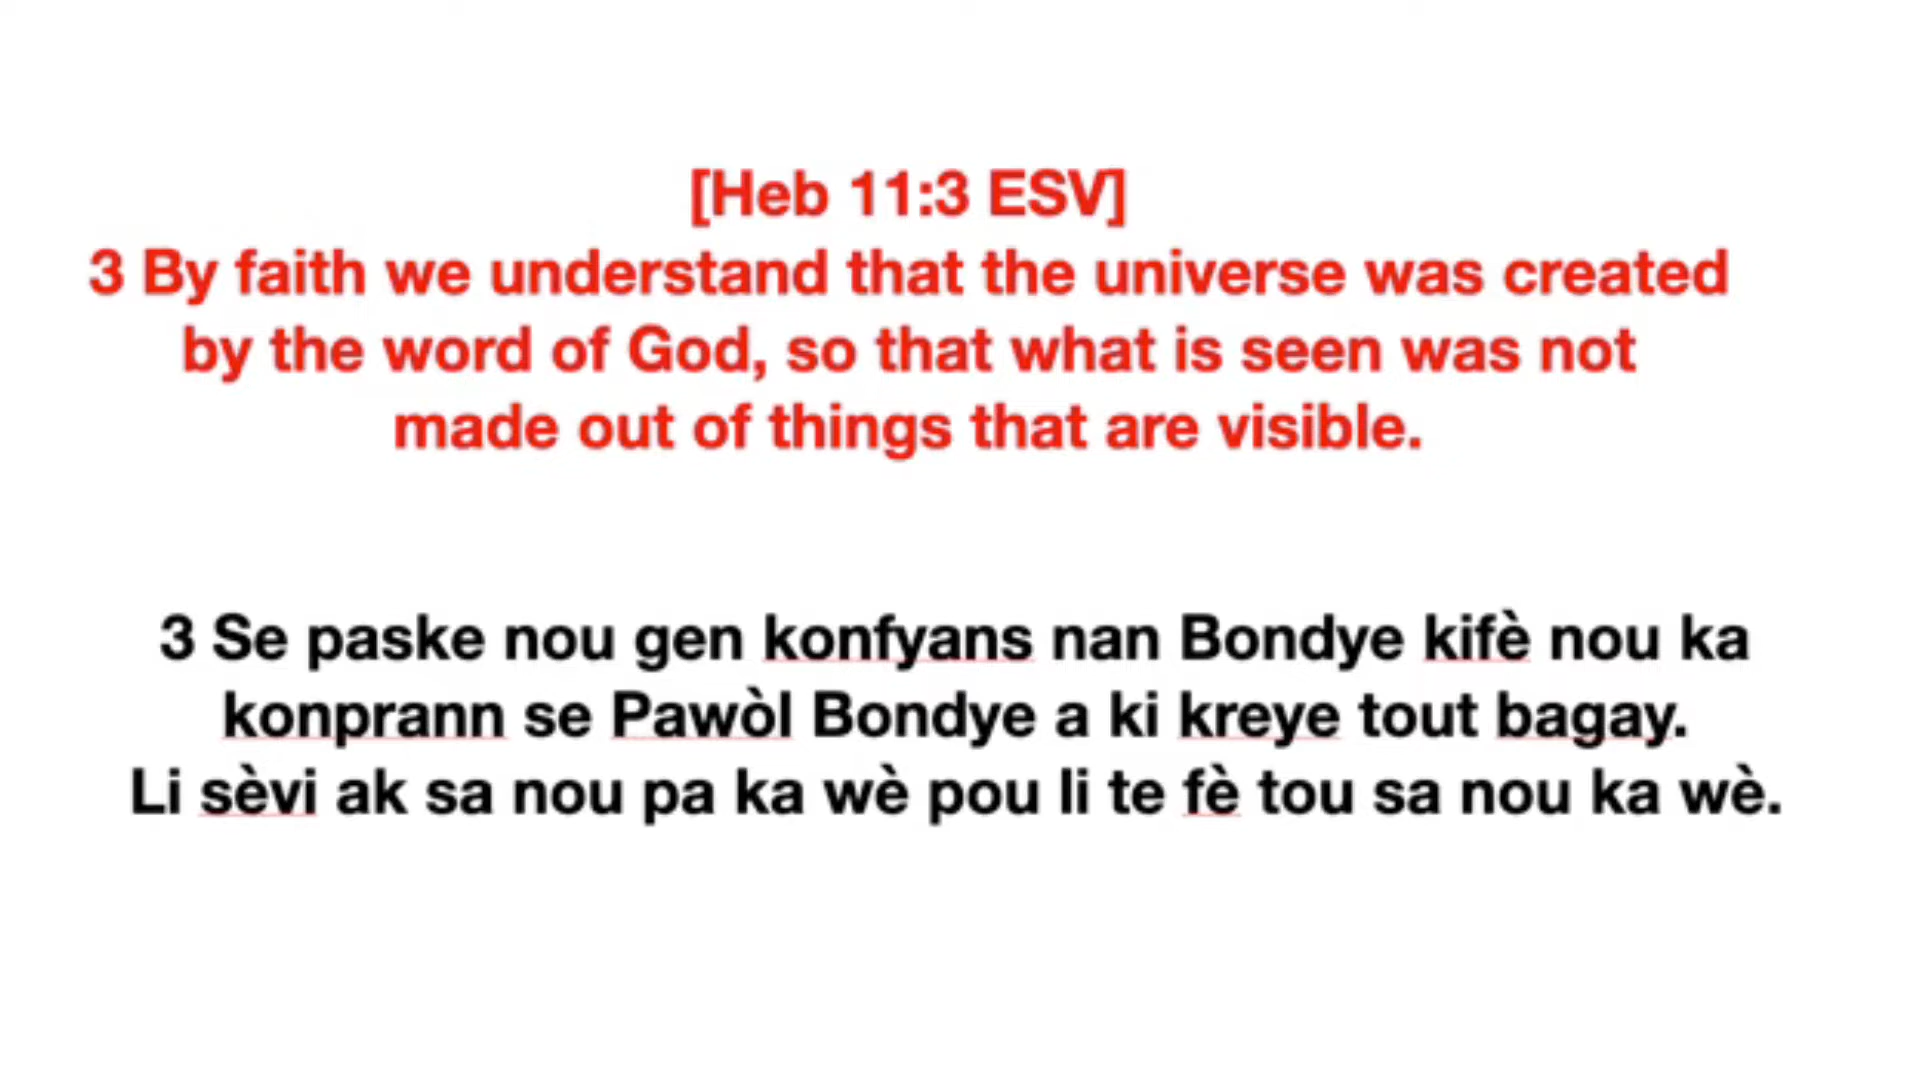 [Heb 11:3 ESV]
3 By faith we understand that the universe was created
by the word of God, so that what is seen was not
made out of things that are visible.
3 Se paske nou gen konfyans nan Bondye kifè nou ka
konprann se Pawòl Bondye a ki kreye tout bagay.
Li sèvi ak sa nou pa ka wè pou li te fè tou sa nou ka wè.